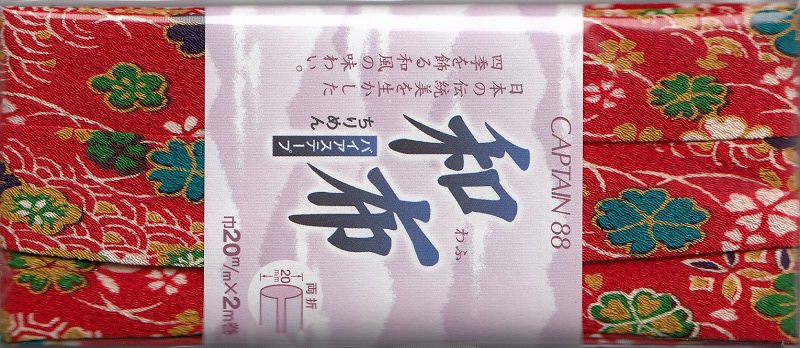 CAPTAIN 88
和布
わふ
ちりめん
バイアステープ
日本の伝統美を生かした
四季を飾る和風の味わい。
両折
20mm
巾20m/m×2m巻